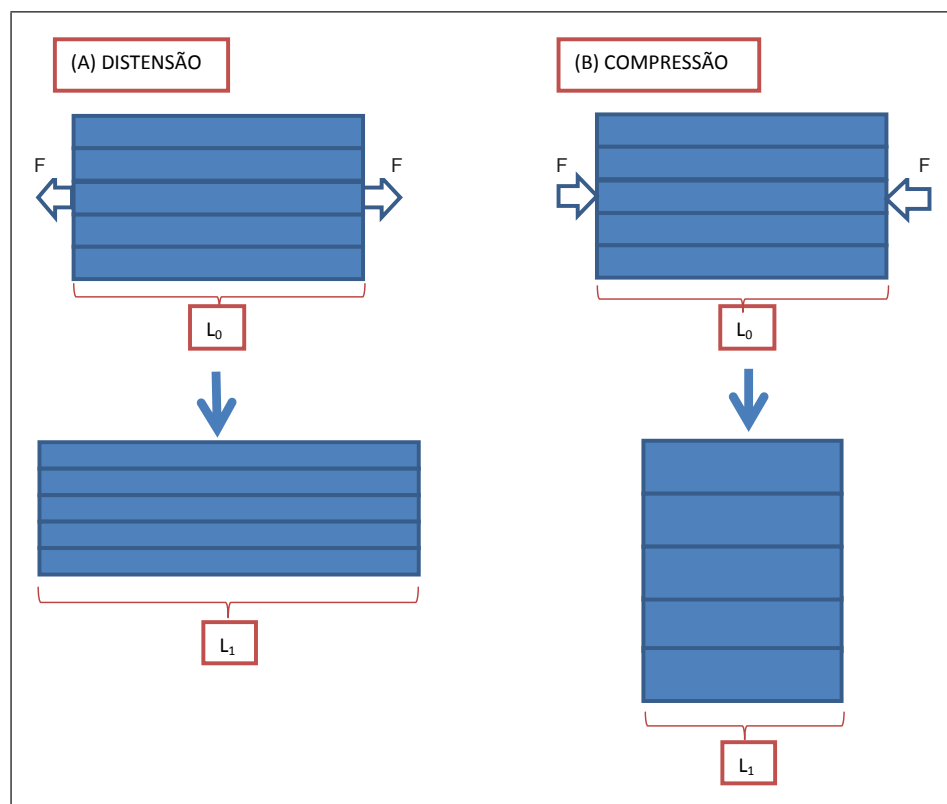 (A) DISTENSÃO
(B) COMPRESSÃO
F
F
F
F
L₀
L₀
L₁
L₁